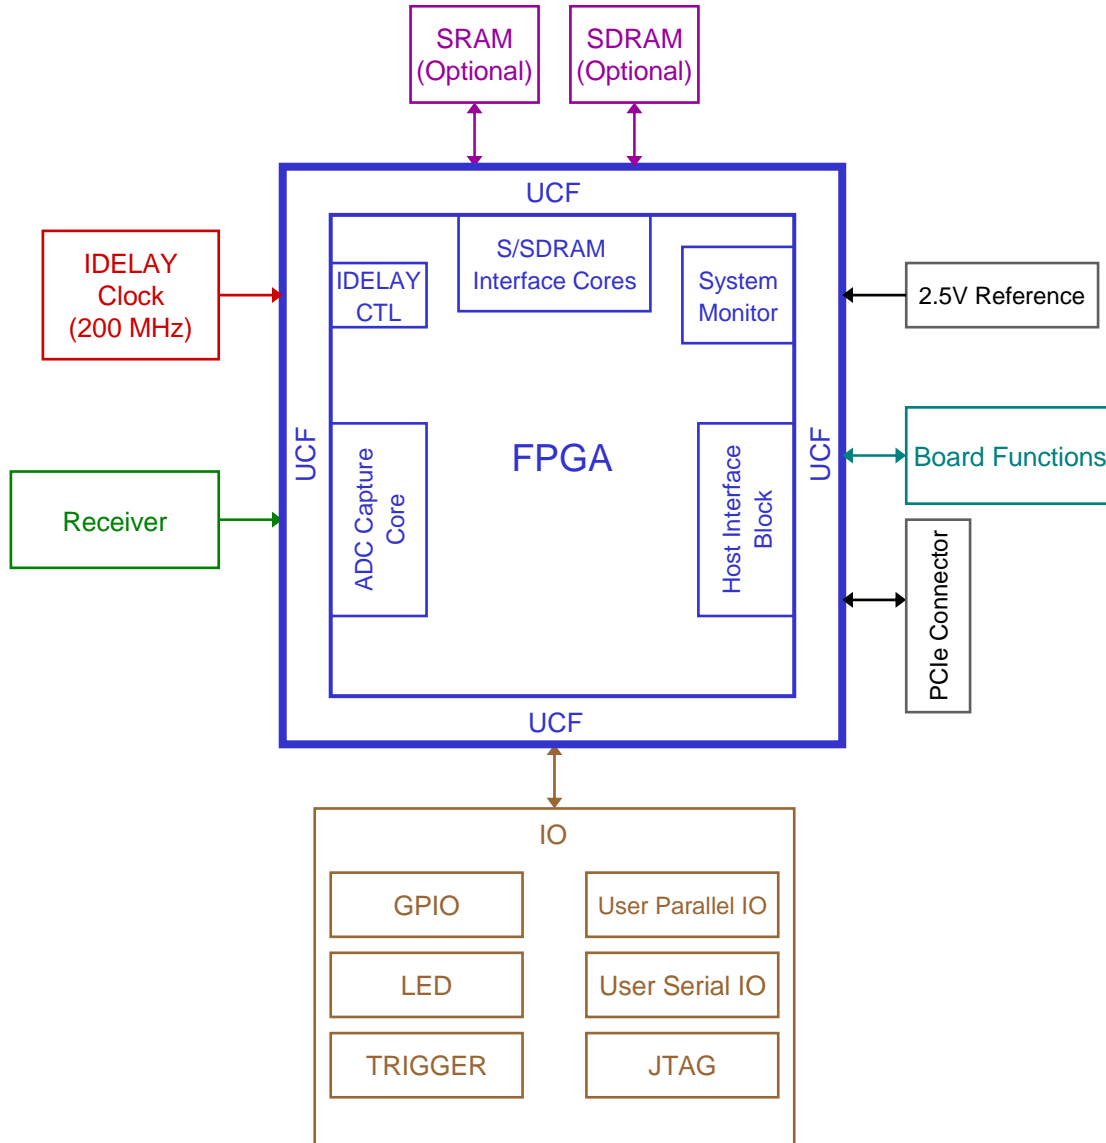 SRAM
(Optional)
SDRAM
(Optional)
UCF
IDELAY
Clock
(200 MHz)
IDELAY
CTL
S/SDRAM
Interface Cores
System
Monitor
2.5V Reference
UCF
ADC Capture
Core
FPGA
Host Interface
Block
UCF
Board Functions
Receiver
PCIe Connector
UCF
IO
GPIO
User Parallel IO
LED
User Serial IO
TRIGGER
JTAG